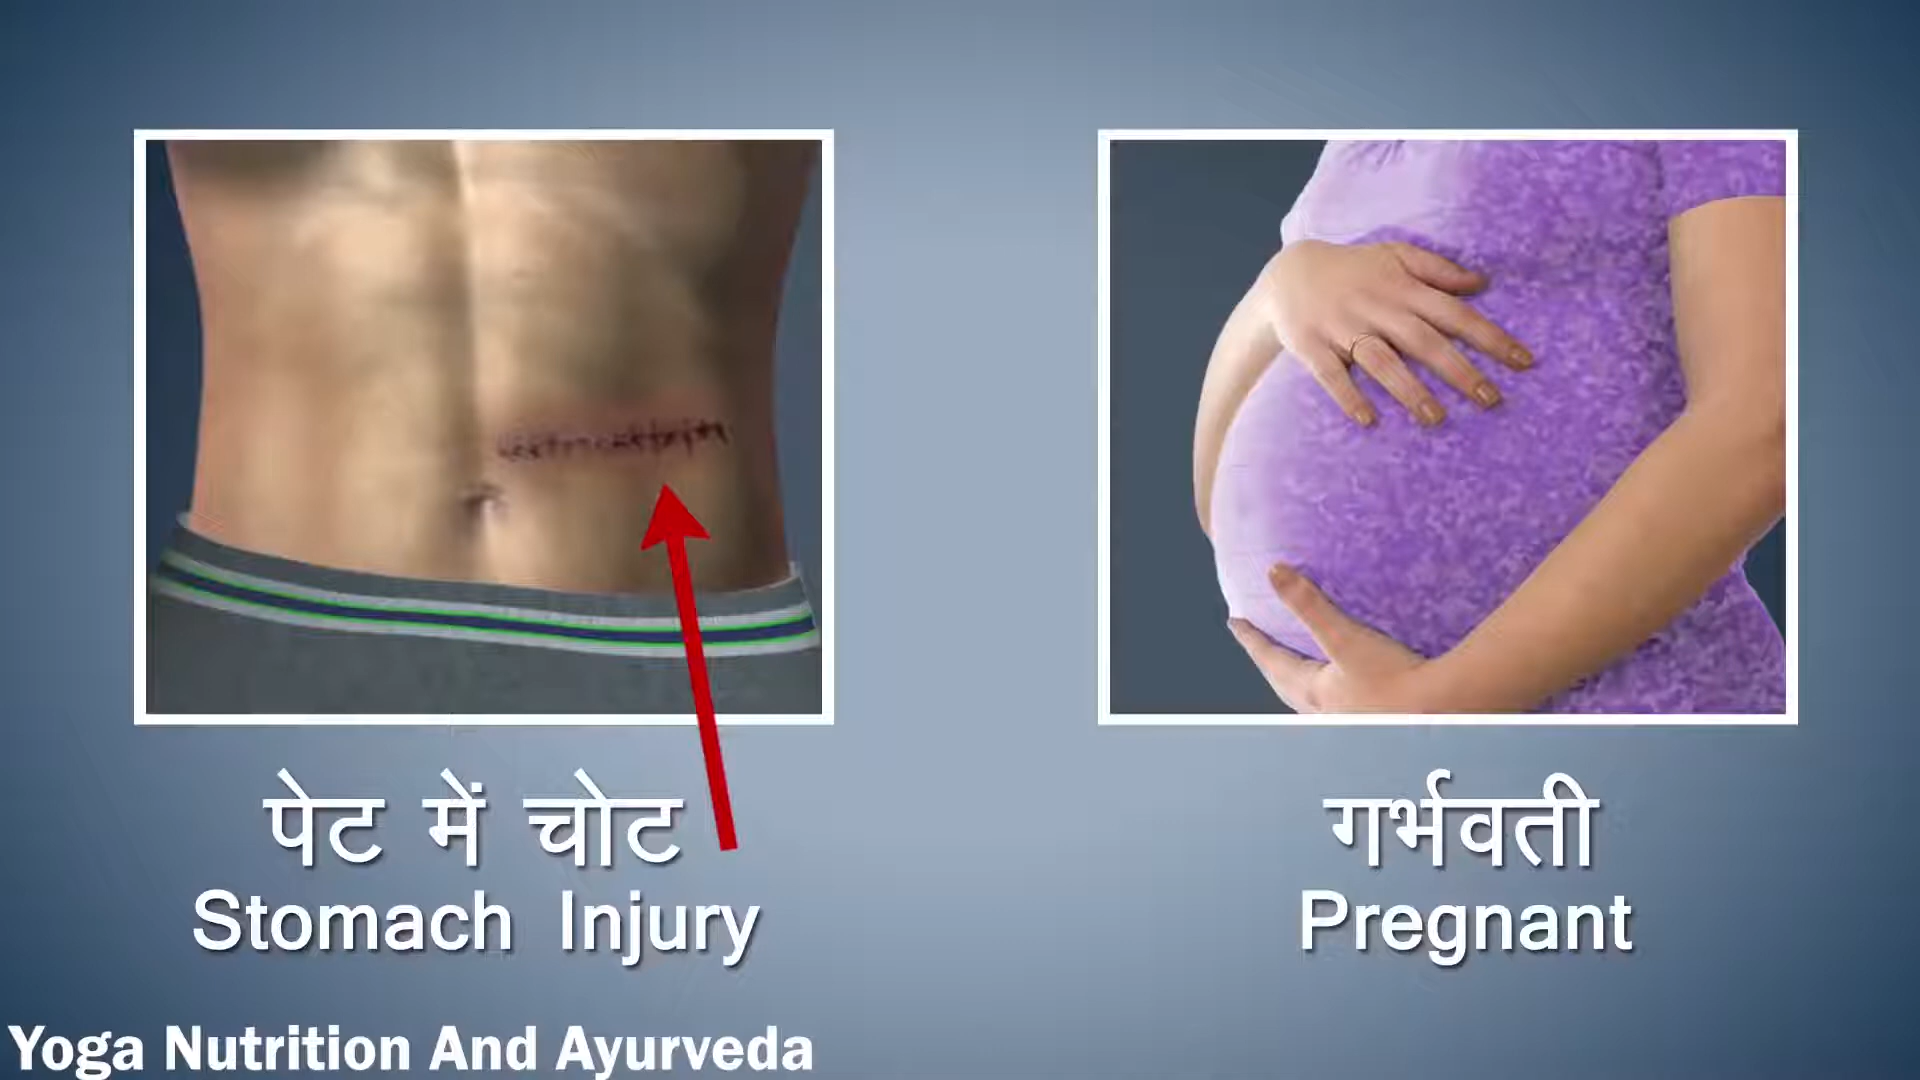 पेट में चोट
Stomach Injury
गर्भवती
Pregnant
Yoga Nutrition And Ayurveda